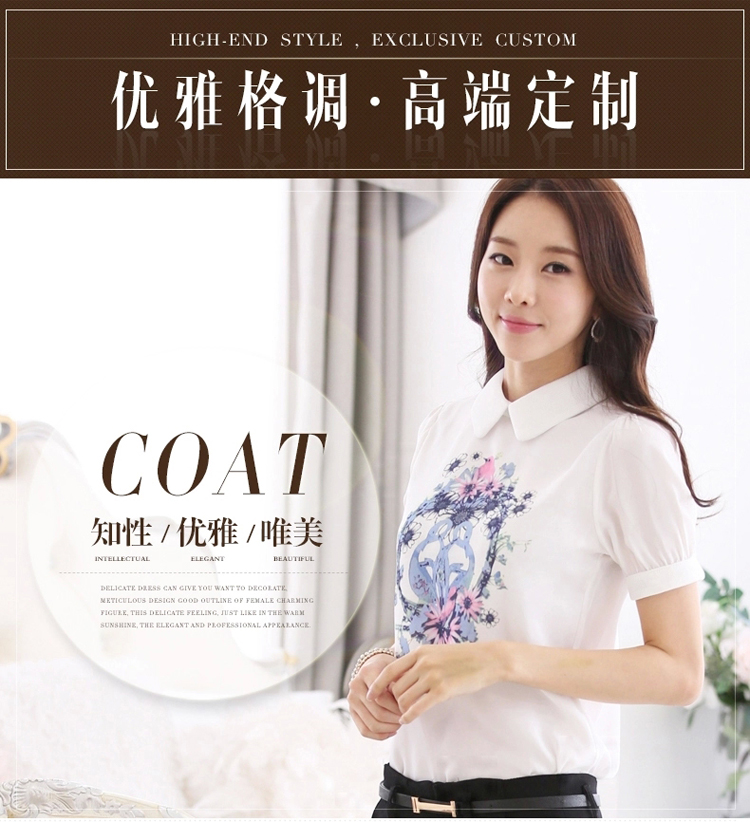 HIGH-END STYLE , EXCLUSIVE CUSTOM
优雅格调·高端定制
COAT
知性/优雅/唯美
INTELLECTUAL ELEGANT BEAUTIFUL
DELICATE DRESS CAN GIVE YOU WANT TO DECORATE,
METICULOUS DESIGN GOOD OUTLINE OF FEMALE CHARMING
FIGURE, THIS DELICATE FEELING, JUST LIKE IN THE WARM
SUNSHINE, THE ELEGANT AND PROFESSIONAL APPEARANCE.